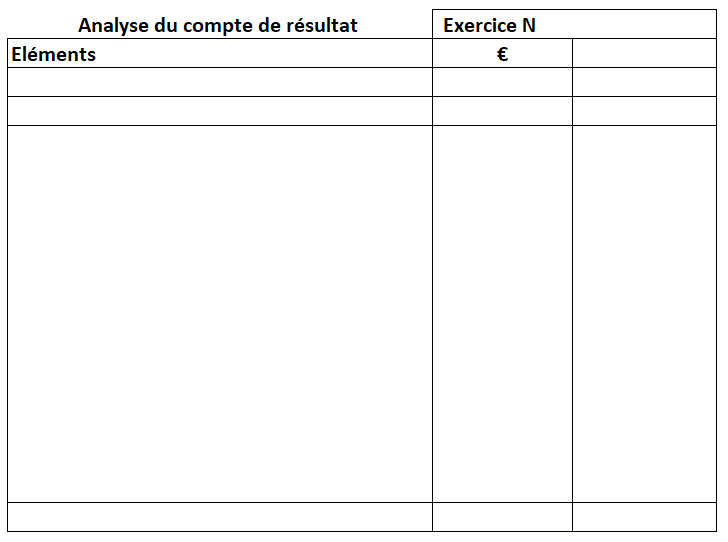 Analyse du compte de résultat Exercice N
Eléments €